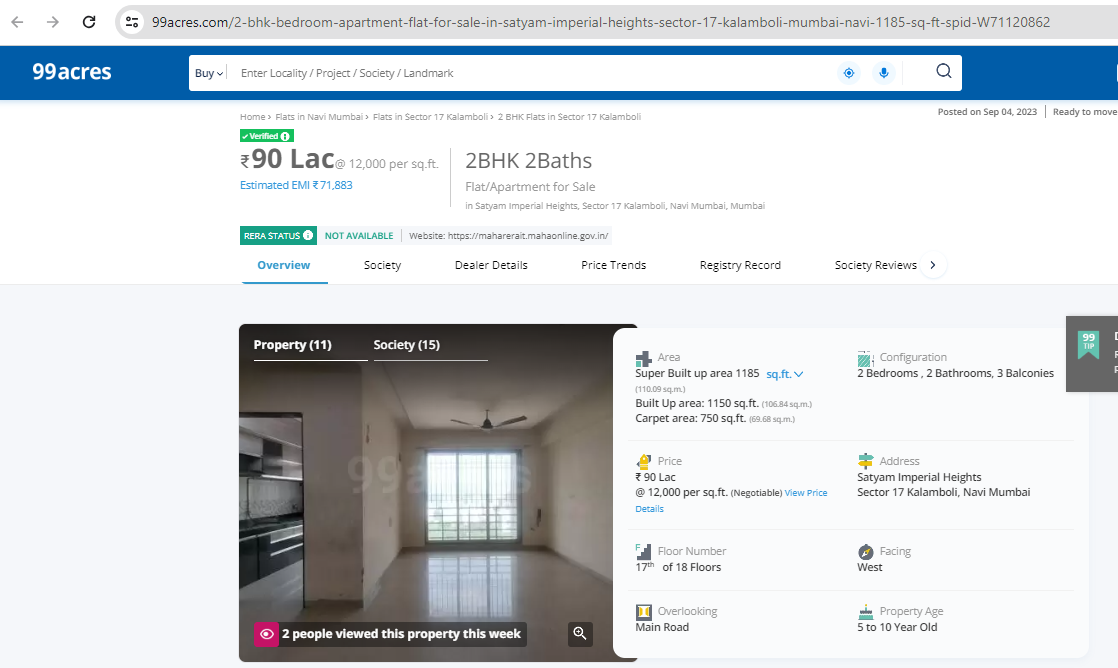 99acres.com/2-bhk-bedroom-apartment-flat-for-sale-in-satyam-imperial-heights-sector-17-kalamboli-mumbai-navi-1185-sq-ft-spid-W71120862
99acres
Buy
Enter Locality / Project / Society / Landmark
Home › Flats in Navi Mumbai › Flats in Sector 17 Kalamboli › 2 BHK Flats in Sector 17 Kalamboli
Posted on Sep 04, 2023 | Ready to move
Verified
₹90 Lac @ 12,000 per sq.ft.
Estimated EMI ₹71,883
2BHK 2Baths
Flat/Apartment for Sale
in Satyam Imperial Heights, Sector 17 Kalamboli, Navi Mumbai, Mumbai
RERA STATUS NOT AVAILABLE | Website: https://maharerait.mahaonline.gov.in/
Overview Society Dealer Details Price Trends Registry Record Society Reviews
Property (11) Society (15)
99acres
2 people viewed this property this week
Area
Super Built up area 1185 sq.ft.
(110.09 sq.m.)
Built Up area: 1150 sq.ft. (106.84 sq.m.)
Carpet area: 750 sq.ft. (69.68 sq.m.)
Configuration
2 Bedrooms , 2 Bathrooms, 3 Balconies
Price
₹ 90 Lac
@ 12,000 per sq.ft. (Negotiable) View Price
Details
Address
Satyam Imperial Heights
Sector 17 Kalamboli, Navi Mumbai
Floor Number
17th of 18 Floors
Facing
West
Overlooking
Main Road
Property Age
5 to 10 Year Old
99
TIP